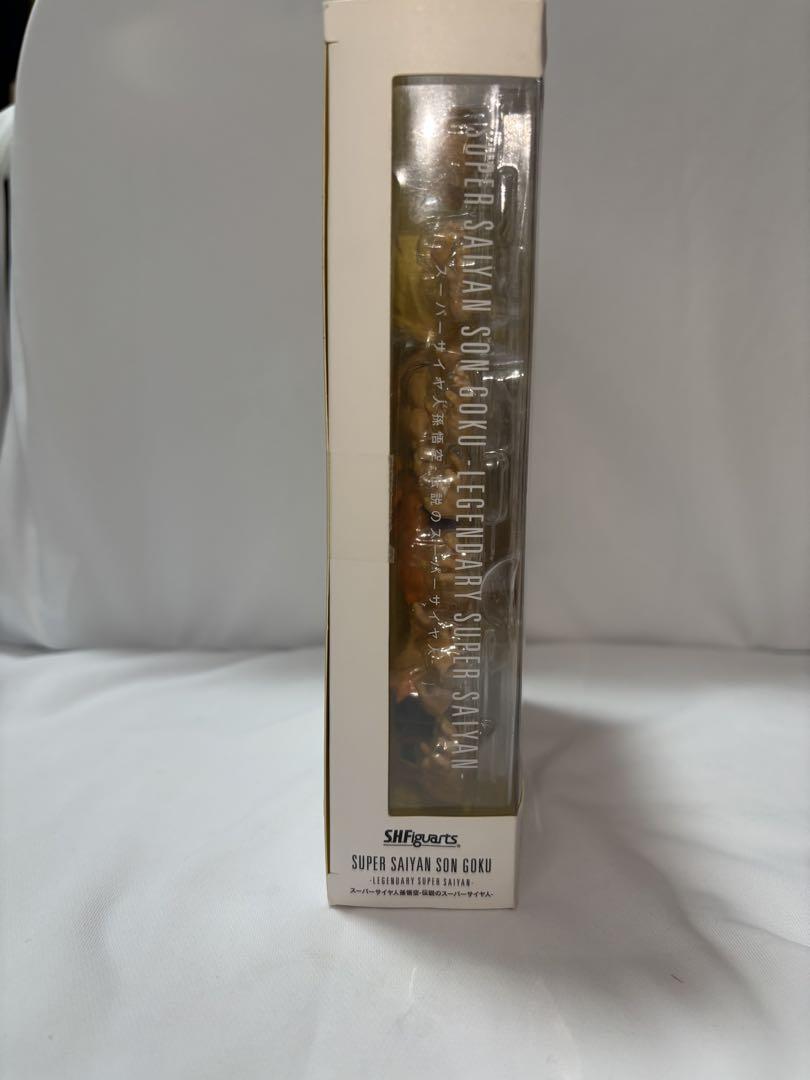 SUPER SAIYAN SON GOKU -LEGENDARY SUPER SAIYAN-
スーパーサイヤ人孫悟空-伝説のスーパーサイヤ人-
S.H.Figuarts
SUPER SAIYAN SON GOKU
-LEGENDARY SUPER SAIYAN-
スーパーサイヤ人孫悟空-伝説のスーパーサイヤ人-